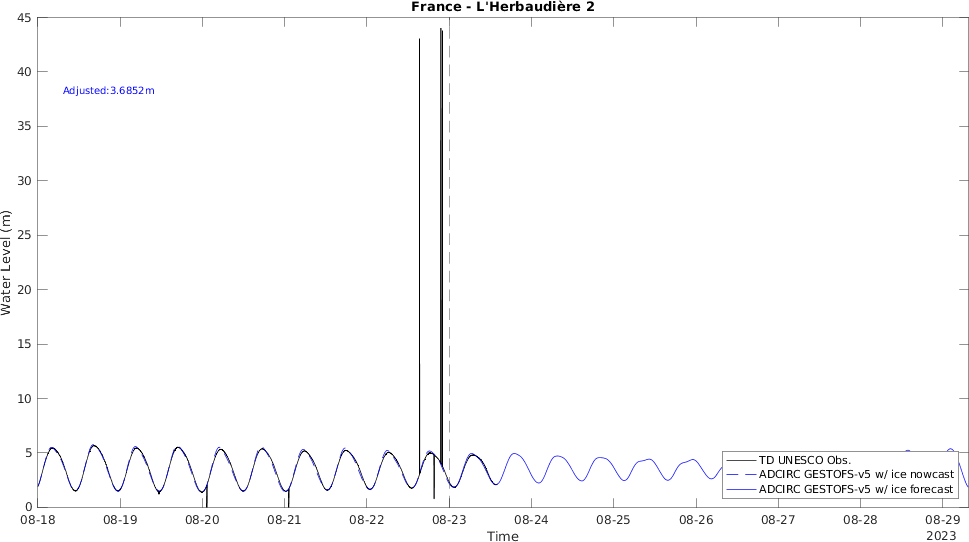 France - L'Herbaudière 2
45
40
35
30
25
20
15
10
5
0
Water Level (m)
Adjusted:3.6852m
TD UNESCO Obs.
ADCIRC GESTOFS-v5 w/ ice nowcast
ADCIRC GESTOFS-v5 w/ ice forecast
08-18 08-19 08-20 08-21 08-22 08-23 08-24 08-25 08-26 08-27 08-28 08-29
Time
2023